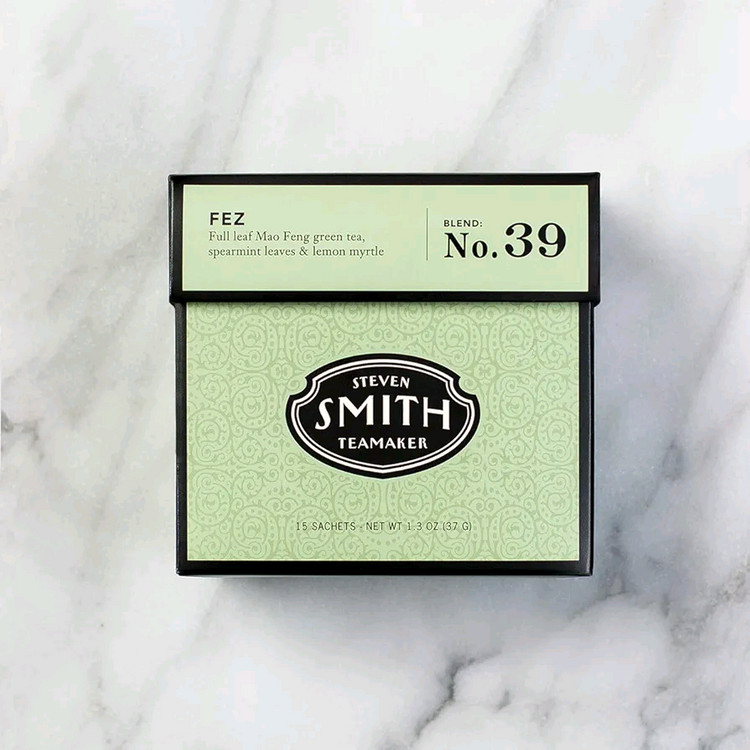 FEZ
Full leaf Mao Feng green tea,
spearmint leaves & lemon myrtle
BLEND:
No. 39
STEVEN
SMITH
TEAMAKER
15 SACHETS - NET WT 1.3 OZ (37 G)